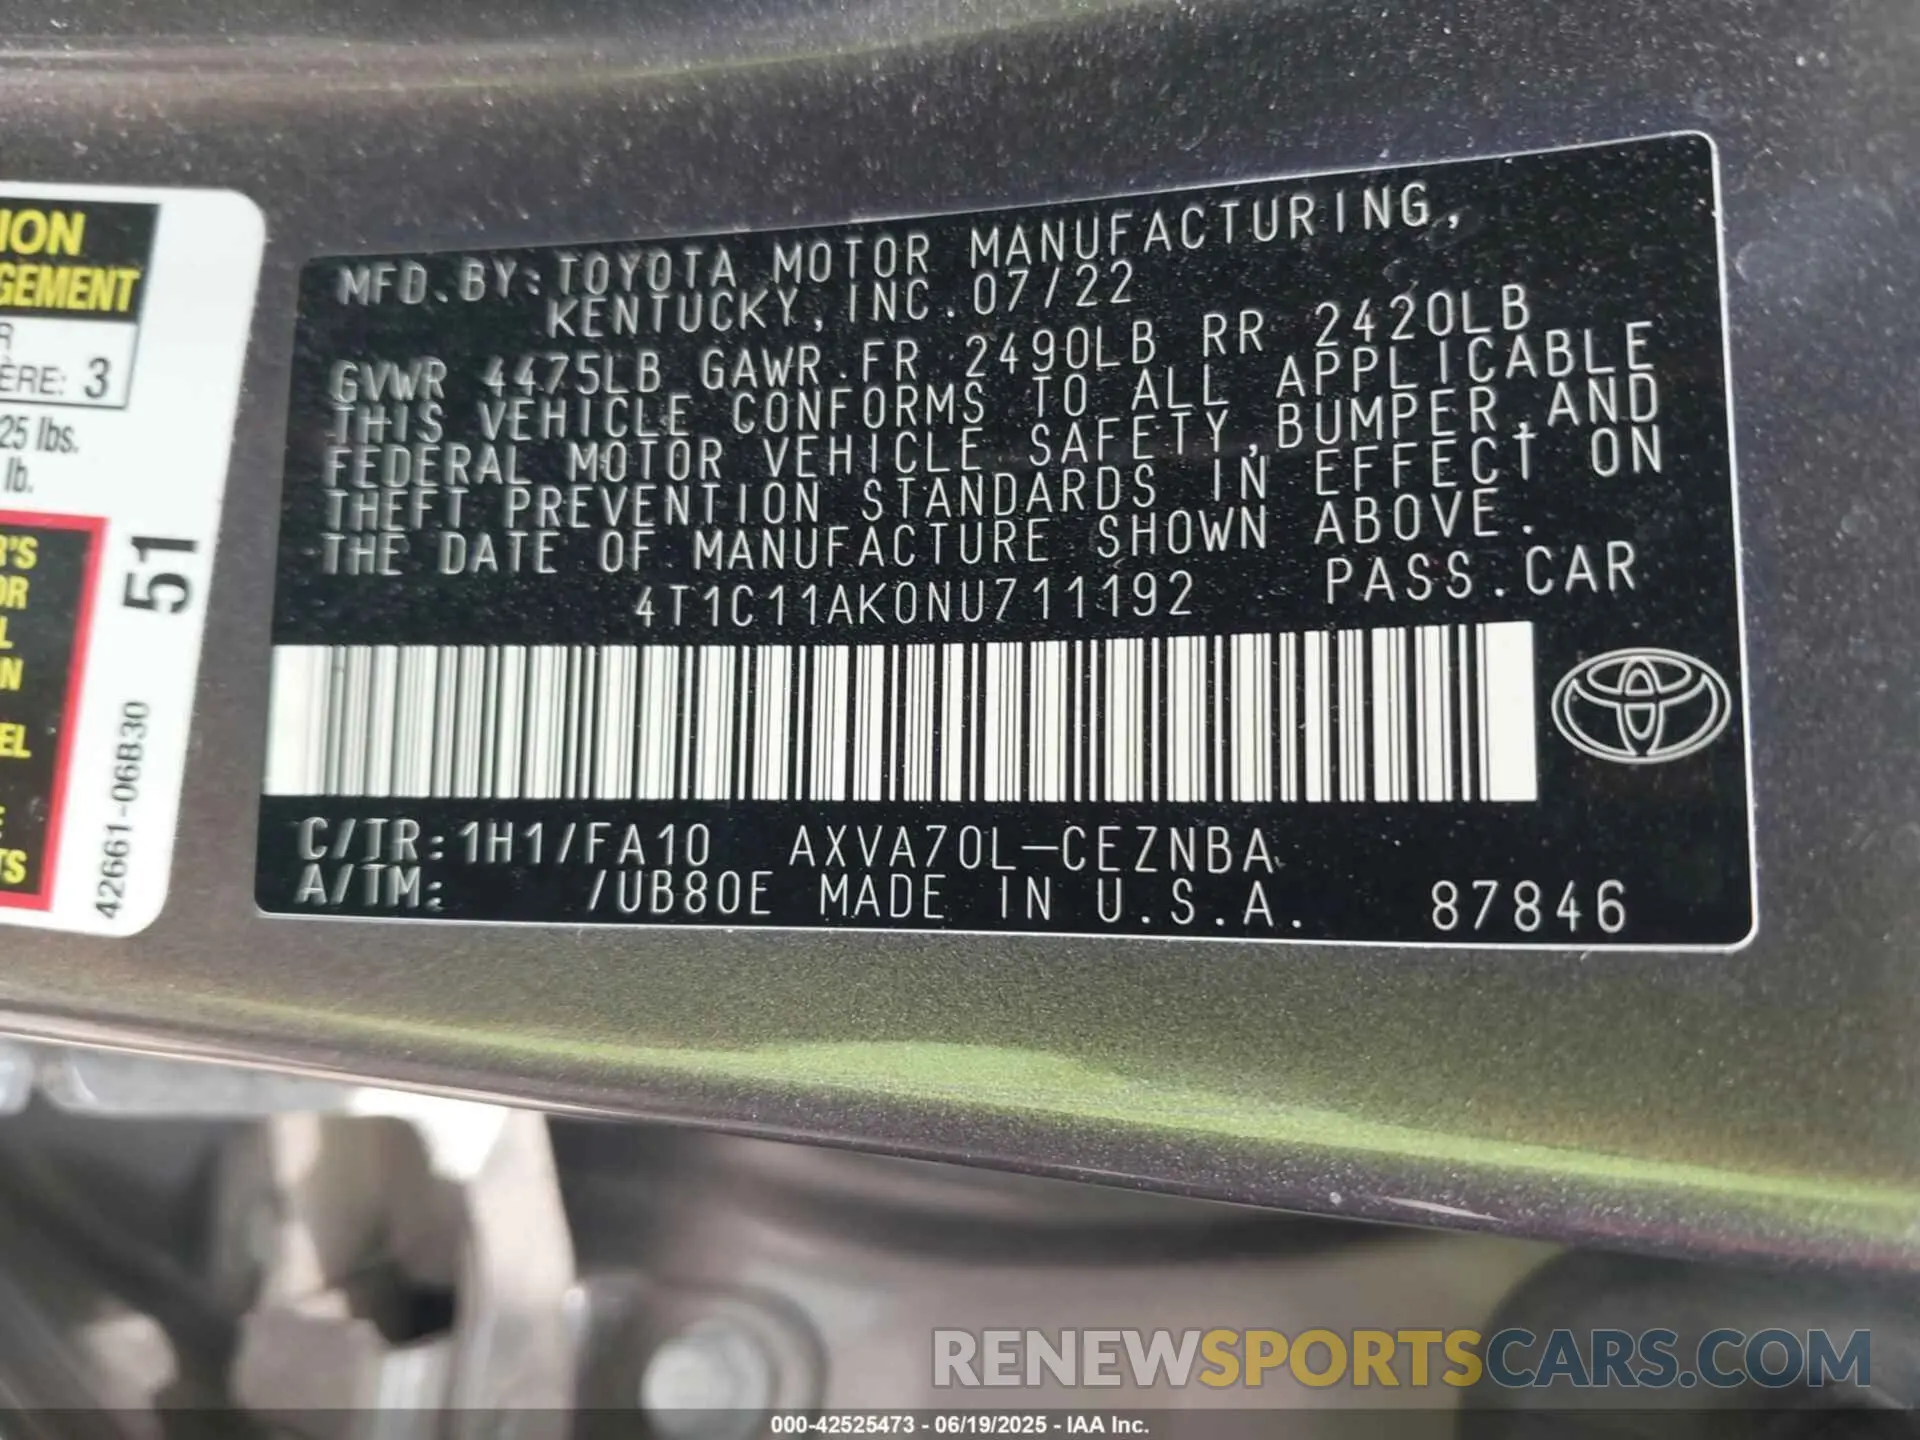 ION
GEMENT
R
ÈRE: 3
25 lbs.
lb.
R'S
OR
L
N
EL
E
TS
51
42661-06B30
MFD. BY: TOYOTA MOTOR MANUFACTURING,
KENTUCKY, INC. 07/22
GVWR 4475LB GAWR FR 2490LB RR 2420LB
THIS VEHICLE CONFORMS TO ALL APPLICABLE
FEDERAL MOTOR VEHICLE SAFETY, BUMPER, AND
THEFT PREVENTION STANDARDS IN EFFECT ON
THE DATE OF MANUFACTURE SHOWN ABOVE.
4T1C11AK0NU711192 PASS. CAR
C/TR: 1H1/FA10 AXVA70L-CEZNBA
A/TM: /UB80E MADE IN U.S.A. 87846
RENEWSPORTSCARS.COM
000-42525473 - 06/19/2025 - IAA Inc.